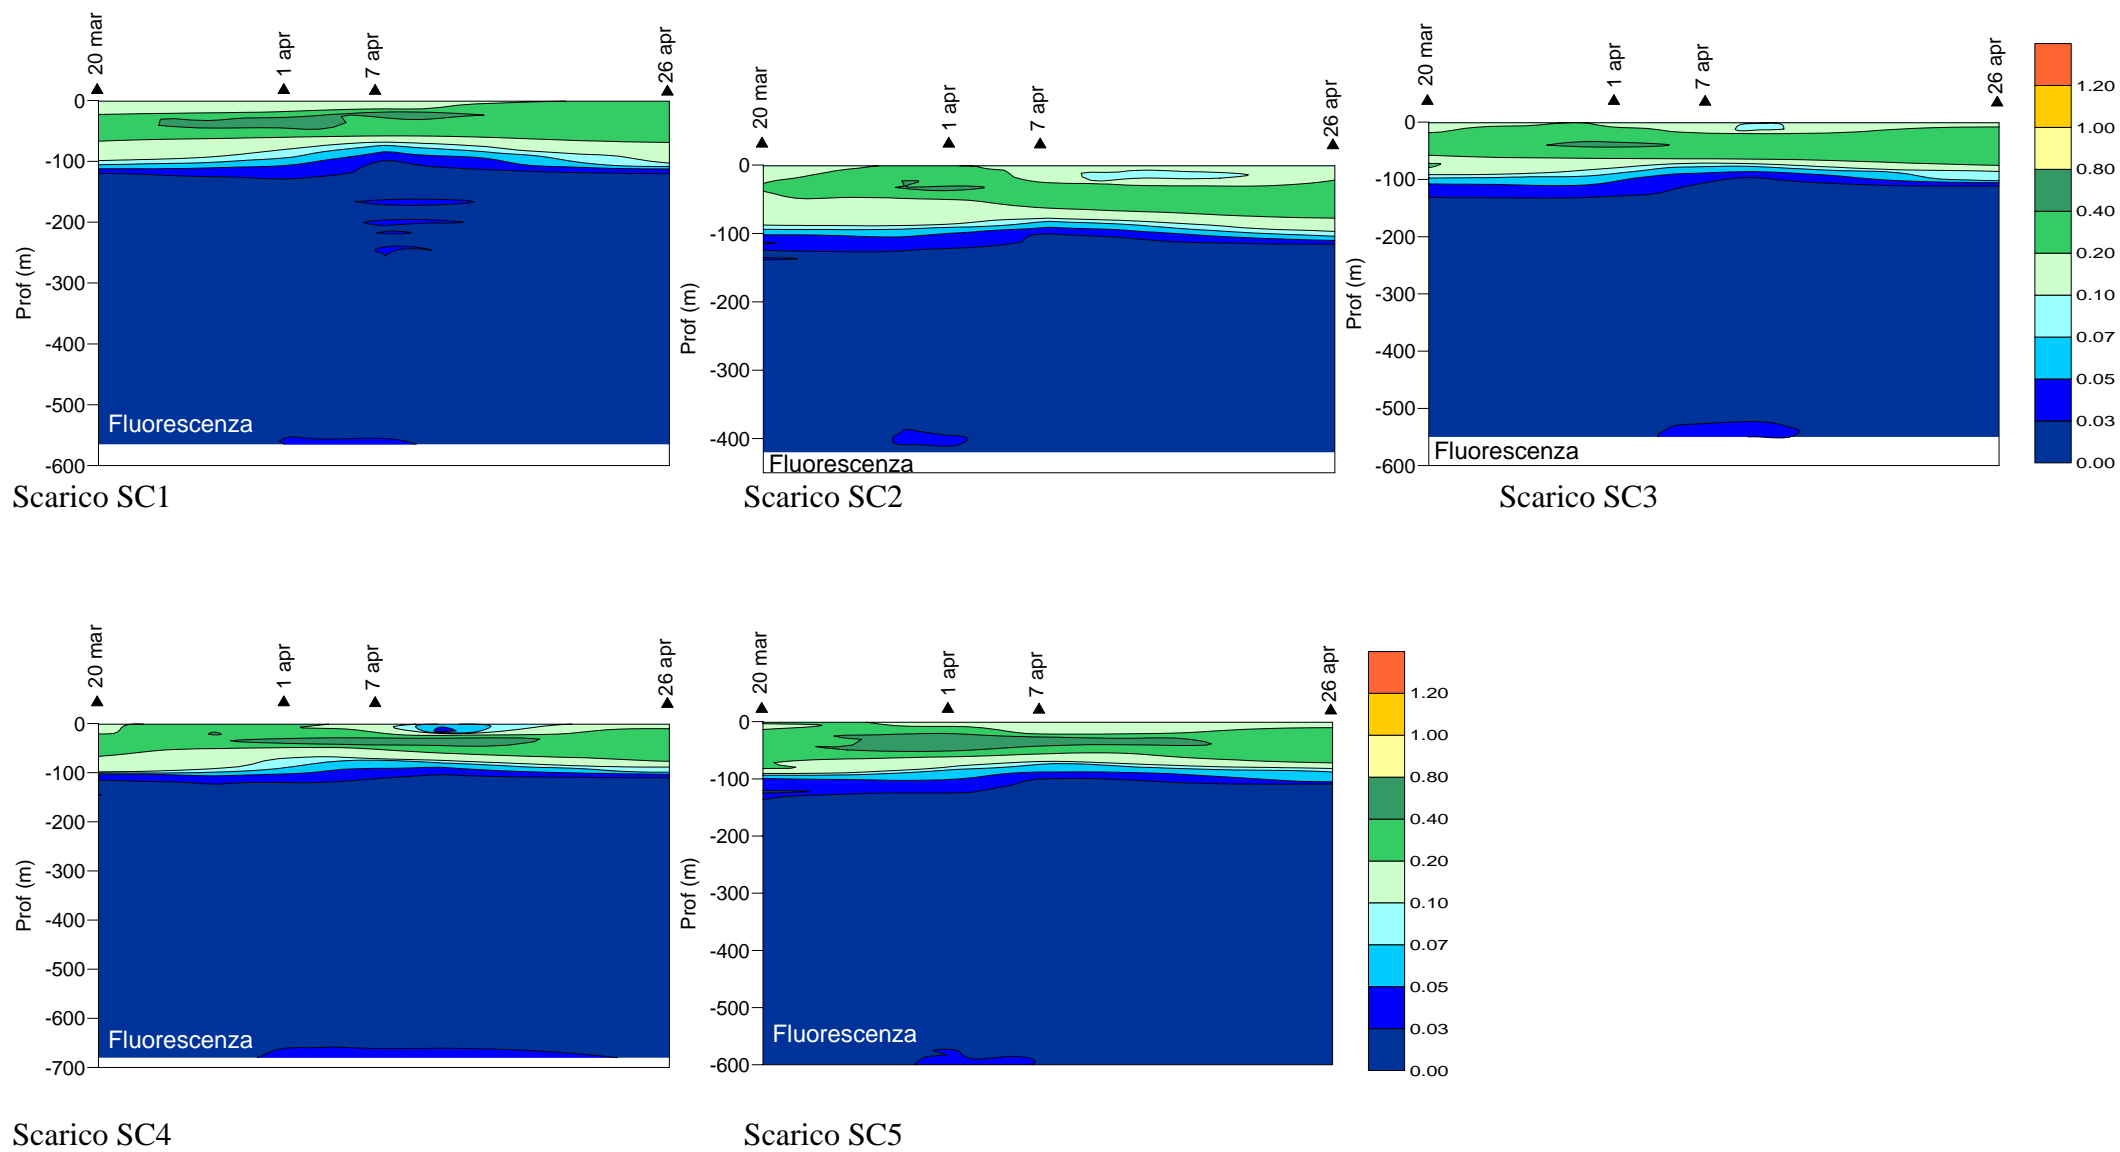 20 mar
1 apr
7 apr
26 apr
0
-100
-200
-300
-400
-500
-600
Prof (m)
Fluorescenza
Scarico SC1
20 mar
1 apr
7 apr
26 apr
0
-100
-200
-300
-400
Prof (m)
Fluorescenza
Scarico SC2
20 mar
1 apr
7 apr
26 apr
0
-100
-200
-300
-400
-500
-600
Prof (m)
Fluorescenza
Scarico SC3
1.20
1.00
0.80
0.40
0.20
0.10
0.07
0.05
0.03
0.00
20 mar
1 apr
7 apr
26 apr
0
-100
-200
-300
-400
-500
-600
-700
Prof (m)
Fluorescenza
Scarico SC4
20 mar
1 apr
7 apr
26 apr
0
-100
-200
-300
-400
-500
-600
Prof (m)
Fluorescenza
Scarico SC5
1.20
1.00
0.80
0.40
0.20
0.10
0.07
0.05
0.03
0.00